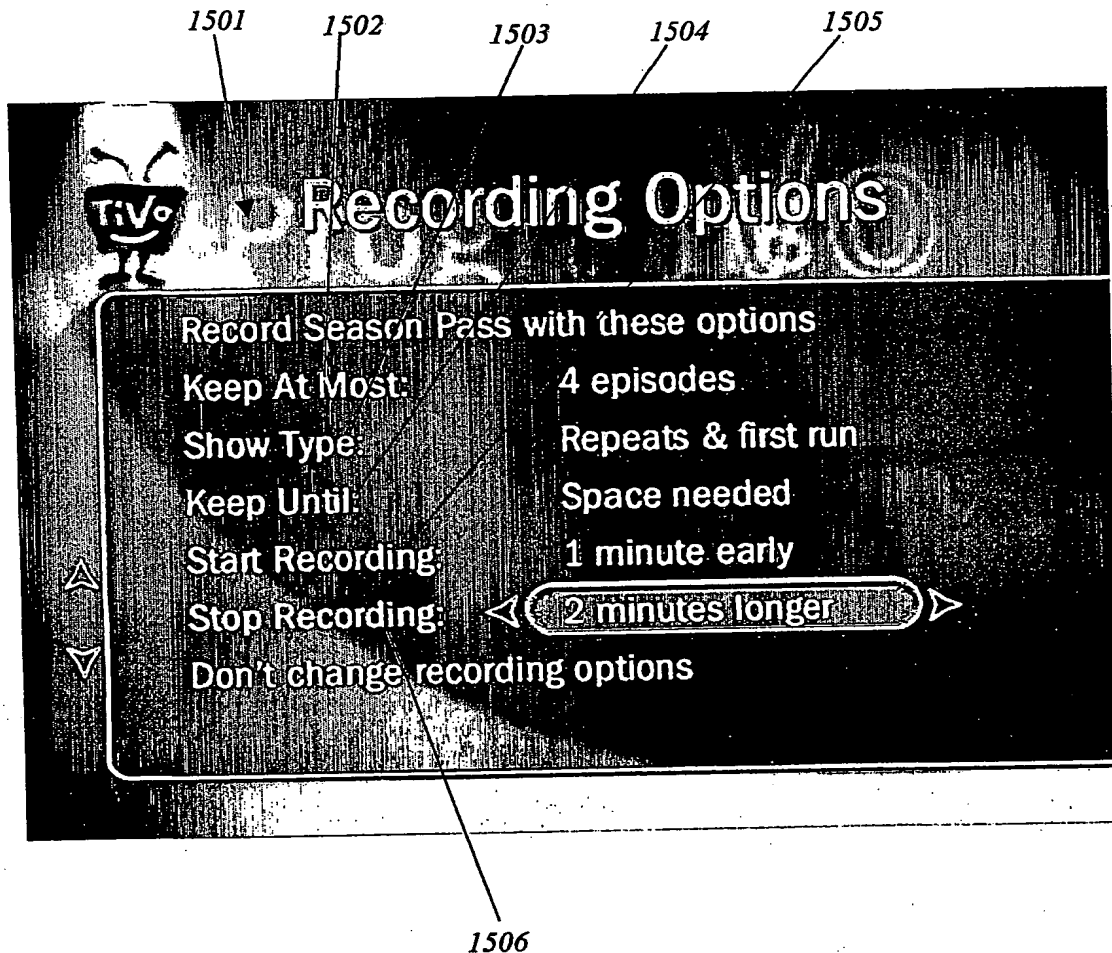 1501 1502 1503 1504 1505
TiVo
Recording Options
Record Season Pass with these options
Keep At Most: 4 episodes
Show Type: Repeats & first run
Keep Until: Space needed
Start Recording: 1 minute early
Stop Recording: 2 minutes longer
Don't change recording options
1506